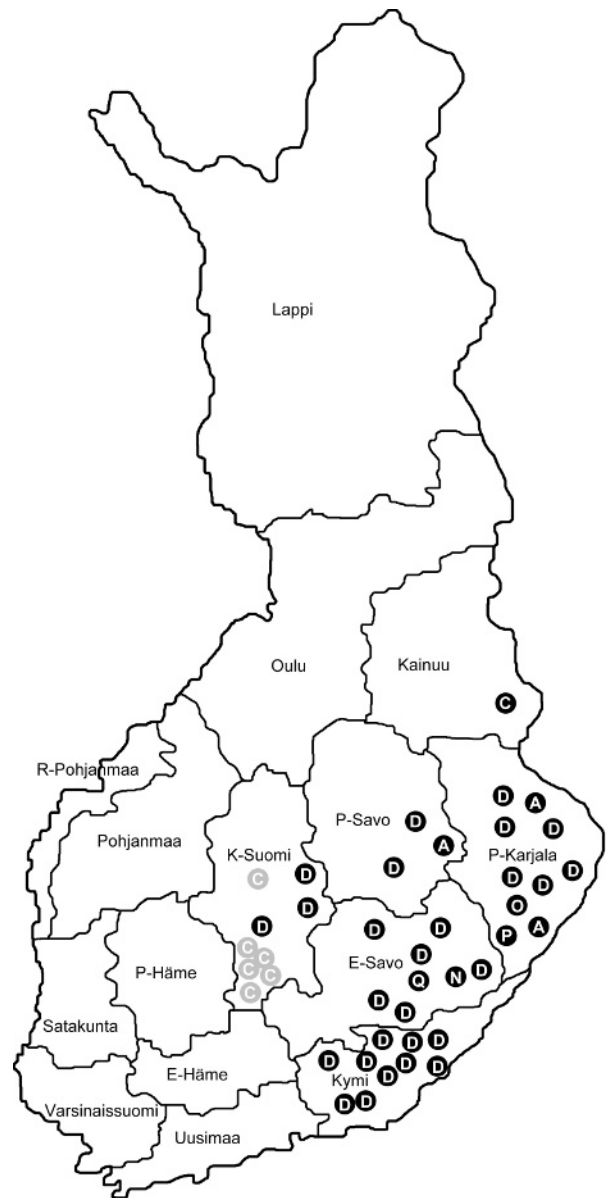 Lappi
Oulu Kainuu
C
R-Pohjanmaa
D A
P-Savo D D D
Pohjanmaa A
K-Suomi P-Karjala
C D D D D D
D O
D D D P A
C C D
E-Savo
P-Häme C C Q N D
C D D
Satakunta
D D D
D D D D
E-Häme Kymi D
Varsinaissuomi D D
Uusimaa